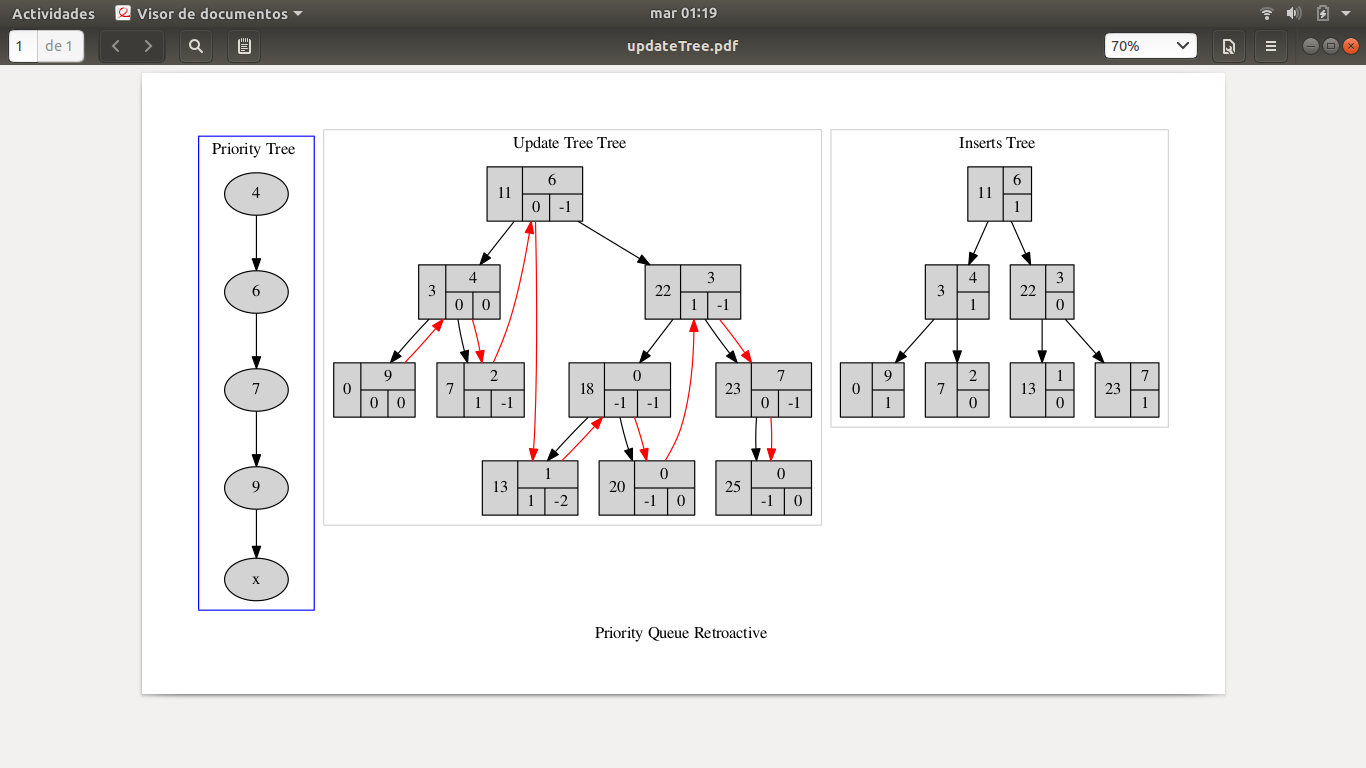 Actividades Visor de documentos mar 01:19
1 de 1 updateTree.pdf 70%
Priority Tree
4
6
7
9
x
Update Tree Tree
11 6 0 -1
3 4 0 0
22 3 1 -1
0 9 0 0
7 2 1 -1
18 0 -1 -1
23 7 0 -1
13 1 1 -2
20 0 -1 0
25 0 -1 0
Inserts Tree
11 6 1
3 4 1
22 3 0
0 9 1
7 2 0
13 1 0
23 7 1
Priority Queue Retroactive